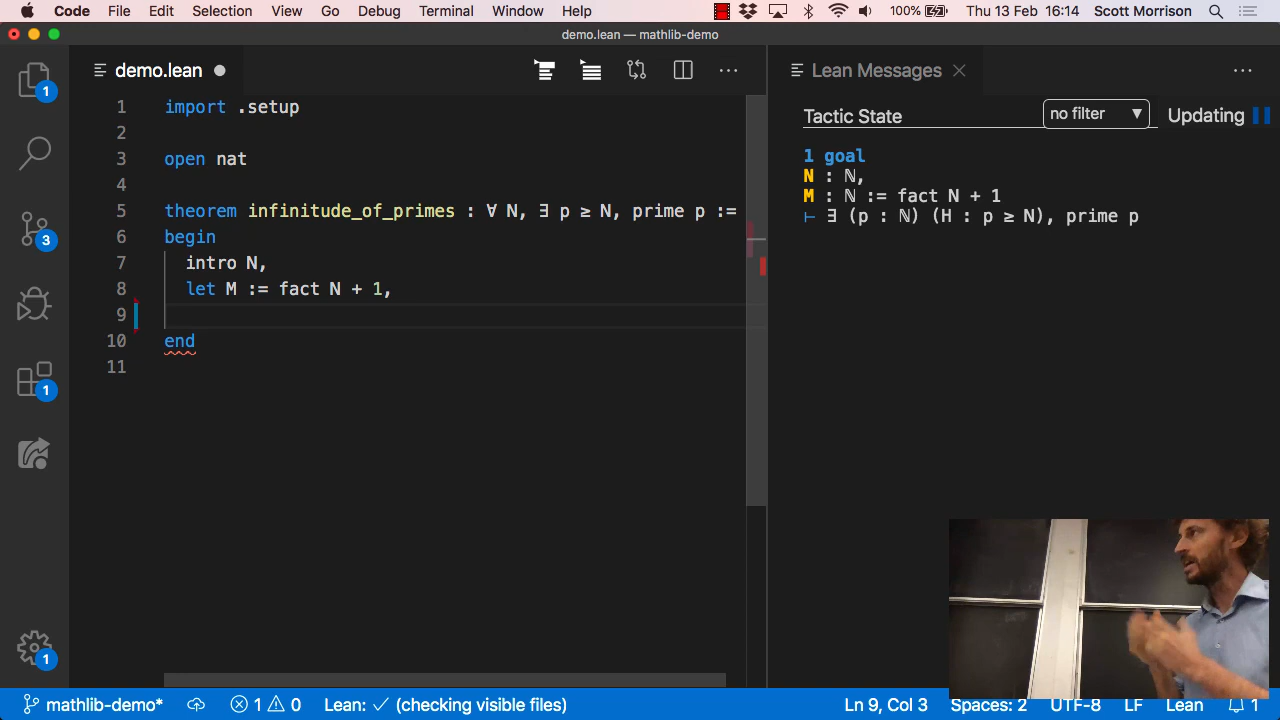 Code File Edit Selection View Go Debug Terminal Window Help 100% Thu 13 Feb 16:14 Scott Morrison
demo.lean — mathlib-demo
demo.lean
Lean Messages
1 import .setup
2
3 open nat
4
5 theorem infinitude_of_primes : ∀ N, ∃ p ≥ N, prime p :=
6 begin
7 intro N,
8 let M := fact N + 1,
9
10 end
11
Tactic State no filter ▼ Updating
1 goal
N : ℕ,
M : ℕ := fact N + 1
⊢ ∃ (p : ℕ) (H : p ≥ N), prime p
1
3
1
1
mathlib-demo* 1 0 Lean: ✓ (checking visible files) Ln 9, Col 3 Spaces: 2 UTF-8 LF Lean 1